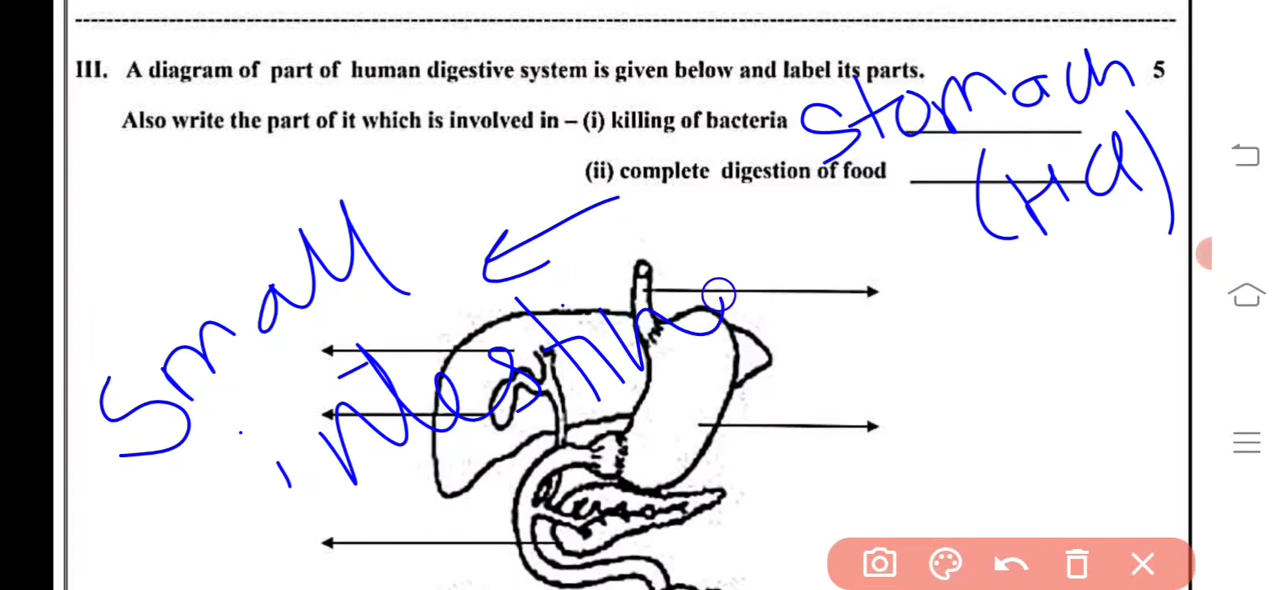 III. A diagram of part of human digestive system is given below and label its parts. 5
Also write the part of it which is involved in – (i) killing of bacteria
Stomach
(ii) complete digestion of food
(HCl)
Small
intestine